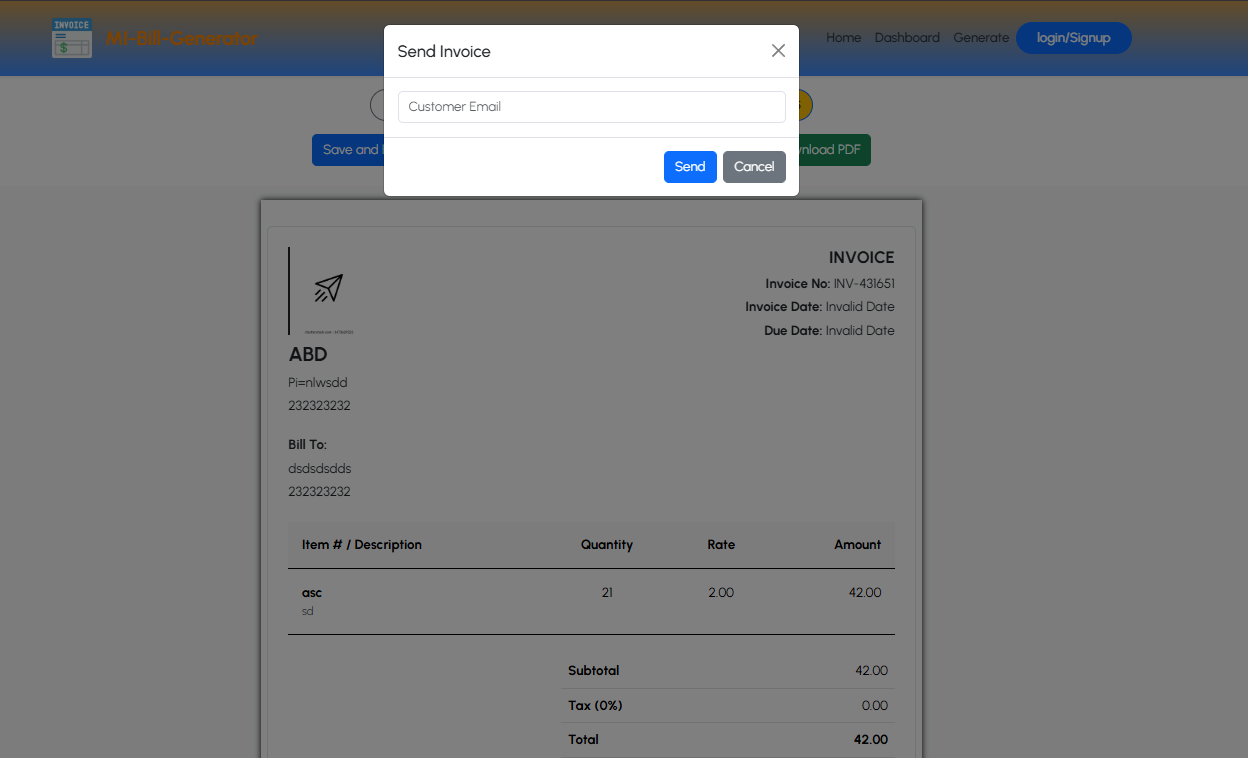 INVOICE
MI-Bill-Generator
Home Dashboard Generate login/Signup
Send Invoice
Customer Email
Send Cancel
Save and
nload PDF
INVOICE
Invoice No: INV-431651
Invoice Date: Invalid Date
Due Date: Invalid Date
ABD
Pi=nlwsdd
232323232
Bill To:
dsdsdsdds
232323232
Item # / Description Quantity Rate Amount
asc 21 2.00 42.00
sd
Subtotal 42.00
Tax (0%) 0.00
Total 42.00